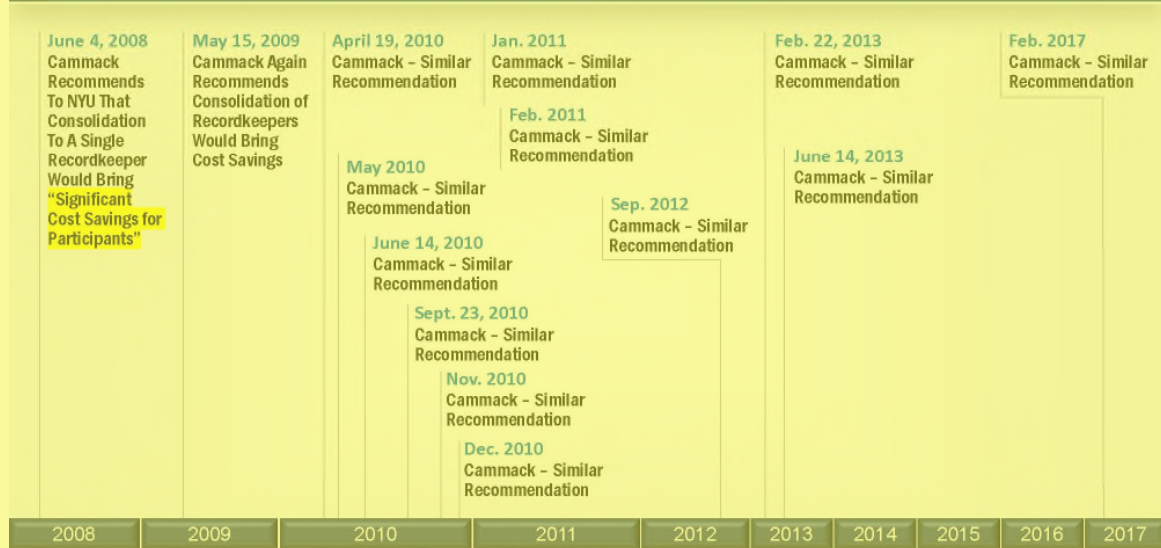 June 4, 2008
Cammack
Recommends
To NYU That
Consolidation
To A Single
Recordkeeper
Would Bring
“Significant
Cost Savings for
Participants”
May 15, 2009
Cammack Again
Recommends
Consolidation of
Recordkeepers
Would Bring
Cost Savings
April 19, 2010
Cammack – Similar
Recommendation
May 2010
Cammack – Similar
Recommendation
June 14, 2010
Cammack – Similar
Recommendation
Sept. 23, 2010
Cammack – Similar
Recommendation
Nov. 2010
Cammack – Similar
Recommendation
Dec. 2010
Cammack – Similar
Recommendation
Jan. 2011
Cammack – Similar
Recommendation
Feb. 2011
Cammack – Similar
Recommendation
Sep. 2012
Cammack – Similar
Recommendation
Feb. 22, 2013
Cammack – Similar
Recommendation
June 14, 2013
Cammack – Similar
Recommendation
Feb. 2017
Cammack – Similar
Recommendation
2008 2009 2010 2011 2012 2013 2014 2015 2016 2017